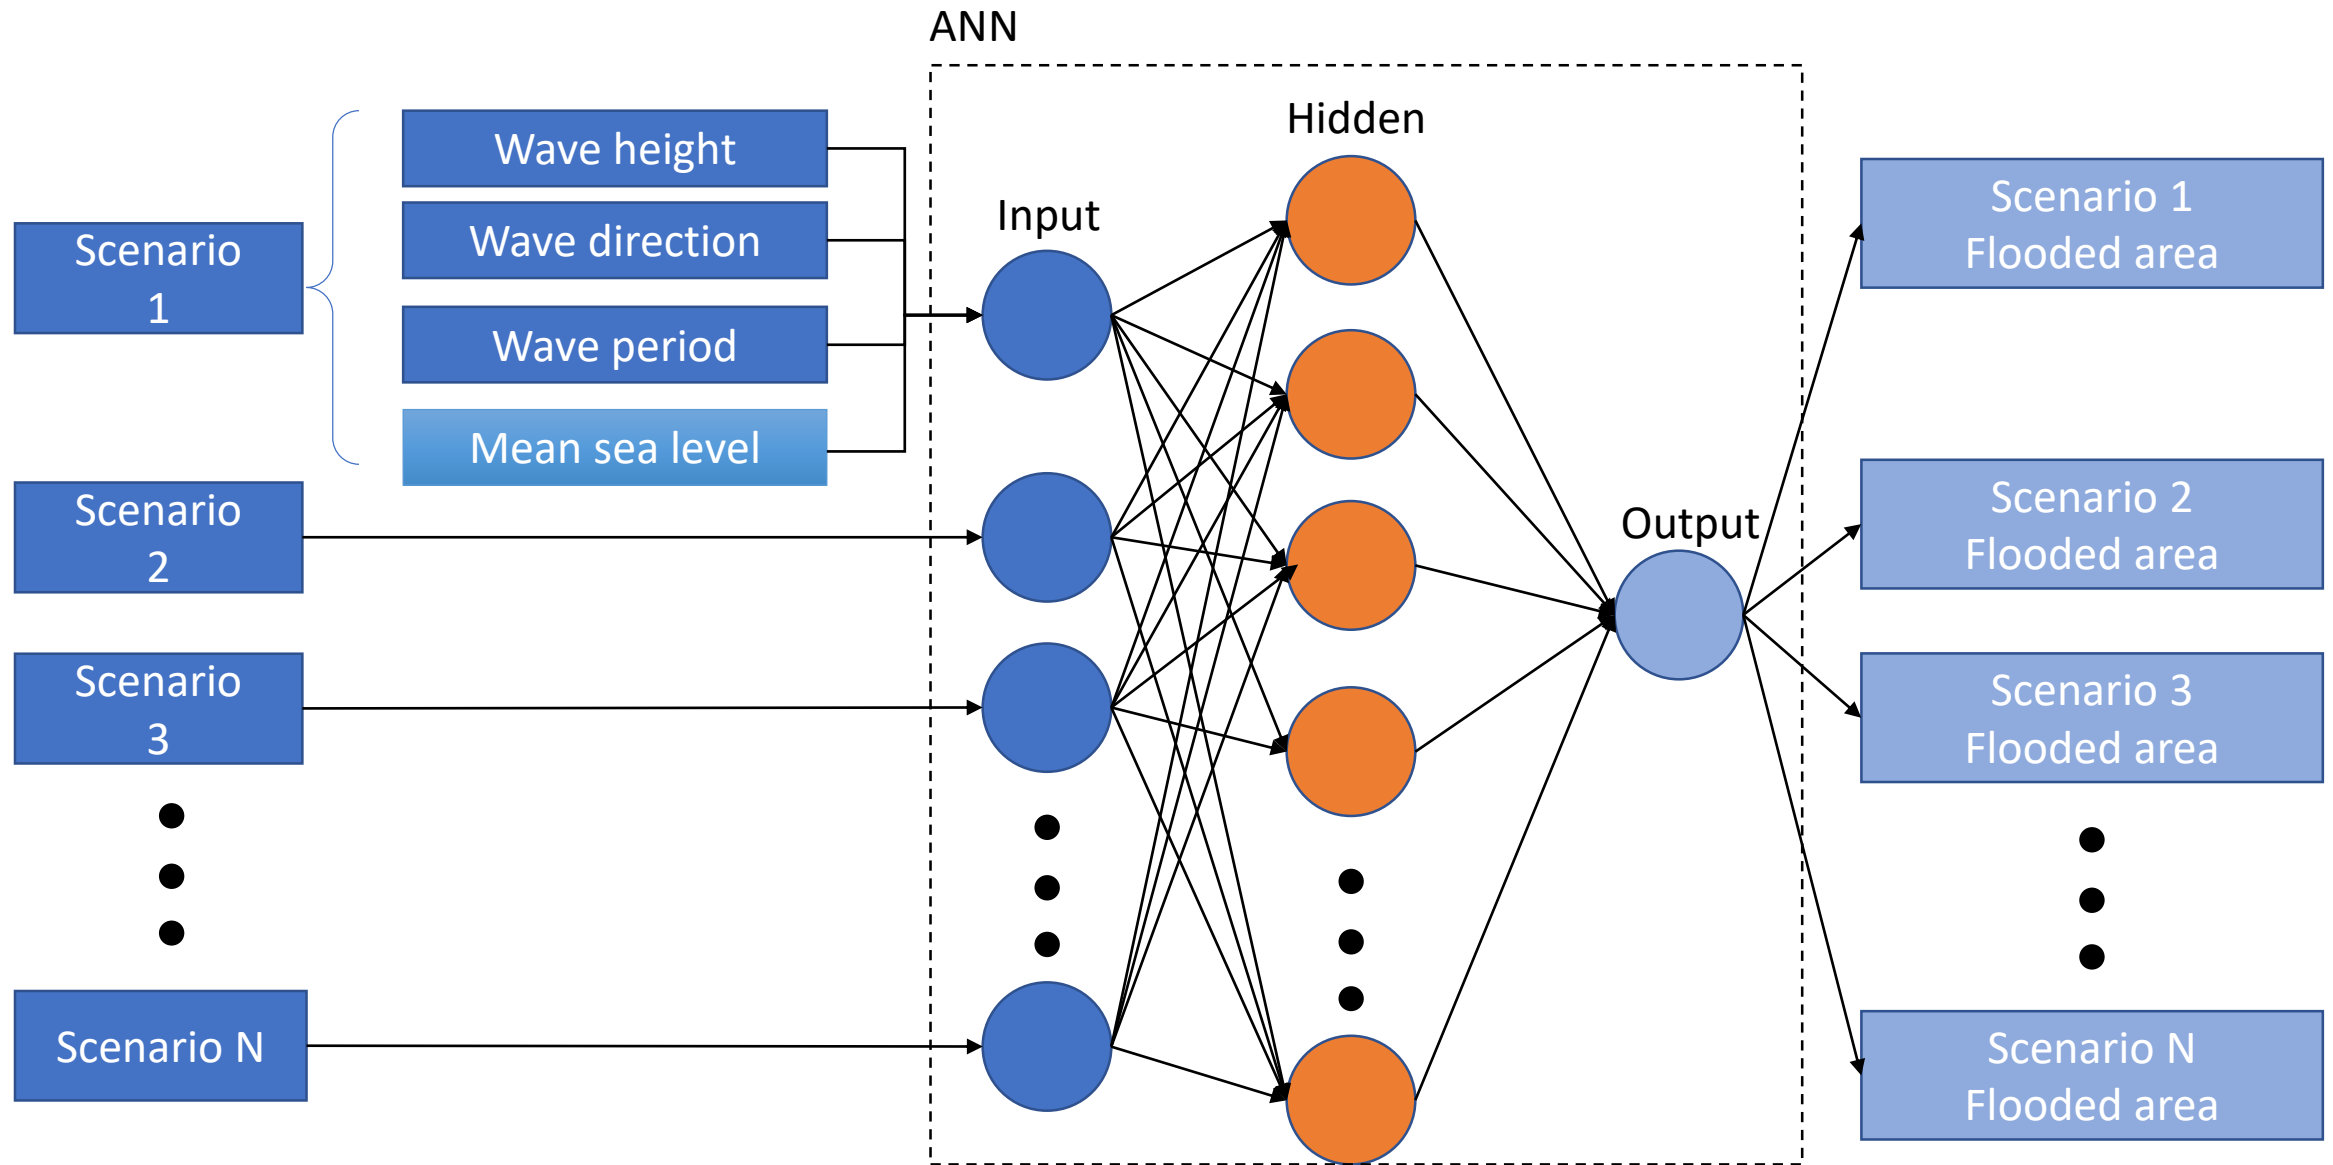 ANN
Hidden
Input
Output
Scenario
1
Wave height
Wave direction
Wave period
Mean sea level
Scenario
2
Scenario
3
Scenario N
Scenario 1
Flooded area
Scenario 2
Flooded area
Scenario 3
Flooded area
Scenario N
Flooded area